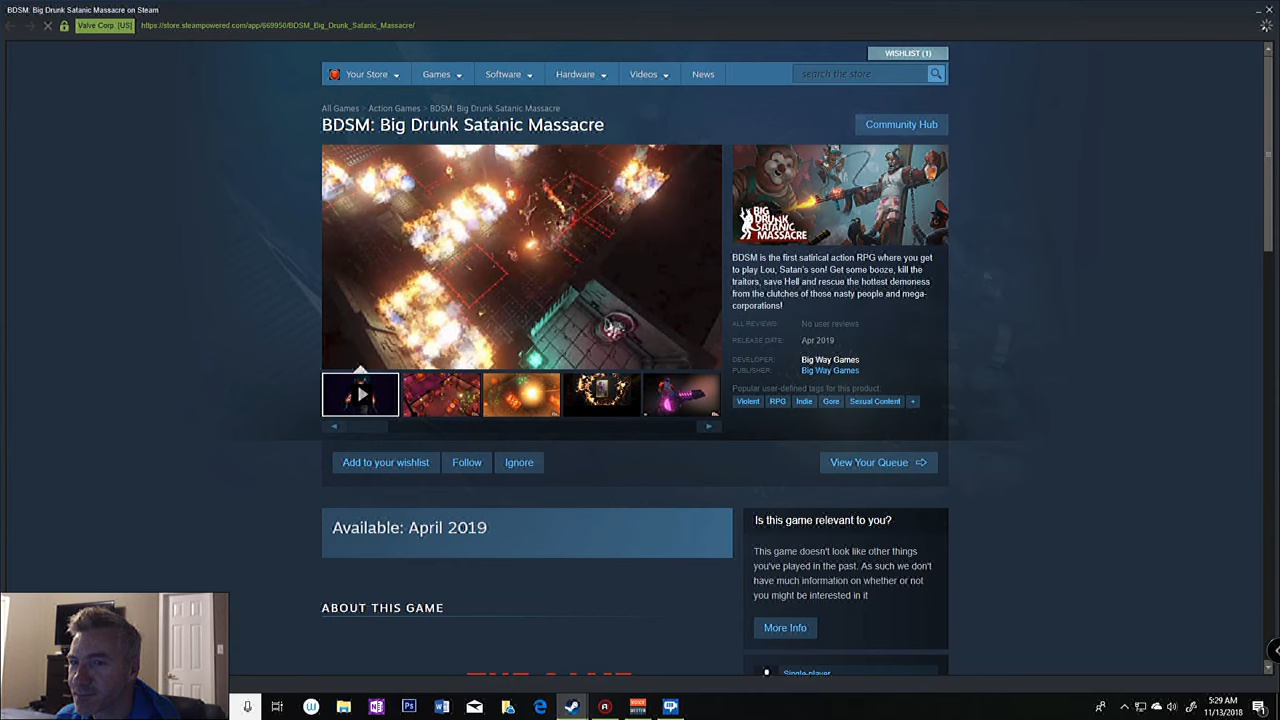 BDSM: Big Drunk Satanic Massacre on Steam
Valve Corp. [US]
https://store.steampowered.com/app/669950/BDSM_Big_Drunk_Satanic_Massacre/
WISHLIST (1)
Your Store
Games
Software
Hardware
Videos
News
search the store
All Games > Action Games > BDSM: Big Drunk Satanic Massacre
BDSM: Big Drunk Satanic Massacre
Community Hub
BIG
DRUNK
SATANIC
MASSACRE
BDSM is the first satirical action RPG where you get
to play Lou, Satan's son! Get some booze, kill the
traitors, save Hell and rescue the hottest demoness
from the clutches of those nasty people and mega-
corporations!
ALL REVIEWS: No user reviews
RELEASE DATE: Apr 2019
DEVELOPER: Big Way Games
PUBLISHER: Big Way Games
Popular user-defined tags for this product:
Violent RPG Indie Gore Sexual Content +
Add to your wishlist
Follow
Ignore
View Your Queue
Available: April 2019
Is this game relevant to you?
This game doesn't look like other things
you've played in the past. As such we don't
have much information on whether or not
you might be interested in it
More Info
ABOUT THIS GAME
Single-player
5:29 AM
11/13/2018